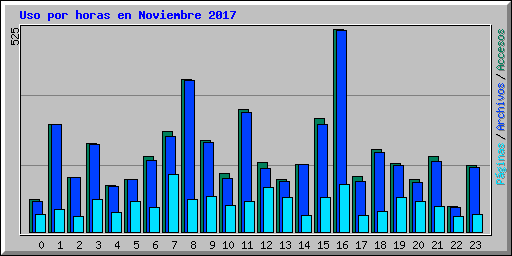 Uso por horas en Noviembre 2017
525
Páginas / Archivos / Accesos
0 1 2 3 4 5 6 7 8 9 10 11 12 13 14 15 16 17 18 19 20 21 22 23